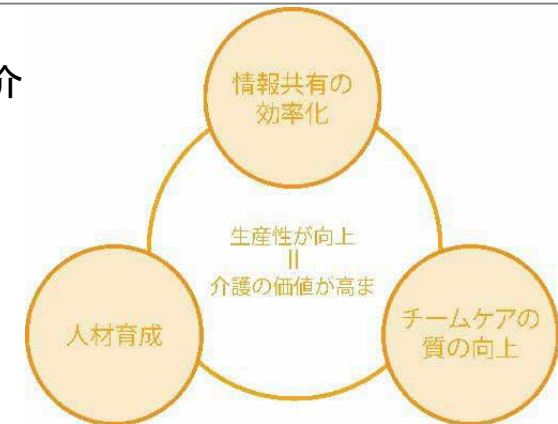 介
情報共有の
効率化
生産性が向上
||
介護の価値が高ま
人材育成
チームケアの
質の向上